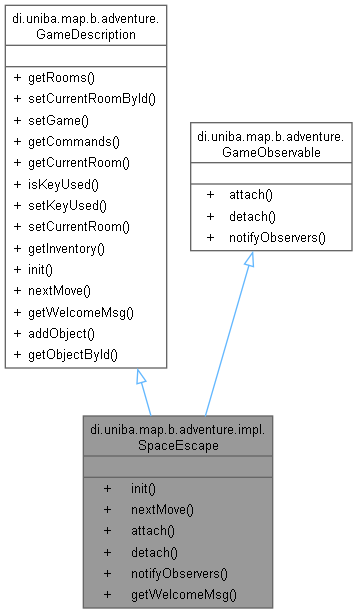 di.uniba.map.b.adventure.
GameDescription
+ getRooms()
+ setCurrentRoomById()
+ setGame()
+ getCommands()
+ getCurrentRoom()
+ isKeyUsed()
+ setKeyUsed()
+ setCurrentRoom()
+ getInventory()
+ init()
+ nextMove()
+ getWelcomeMsg()
+ addObject()
+ getObjectById()
di.uniba.map.b.adventure.
GameObservable
+ attach()
+ detach()
+ notifyObservers()
di.uniba.map.b.adventure.impl.
SpaceEscape
+ init()
+ nextMove()
+ attach()
+ detach()
+ notifyObservers()
+ getWelcomeMsg()